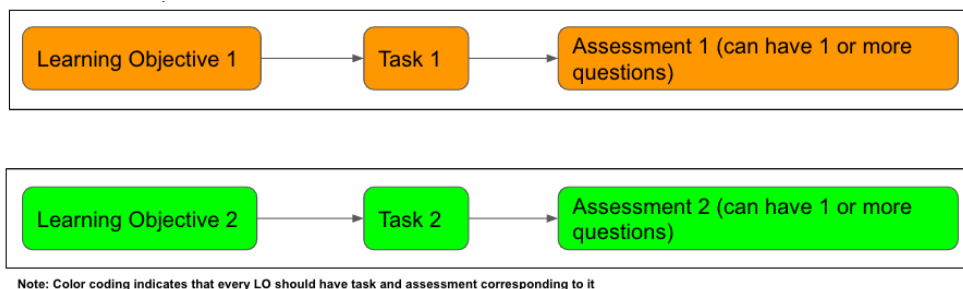 Learning Objective 1
Task 1
Assessment 1 (can have 1 or more
questions)
Learning Objective 2
Task 2
Assessment 2 (can have 1 or more
questions)
Note: Color coding indicates that every LO should have task and assessment corresponding to it